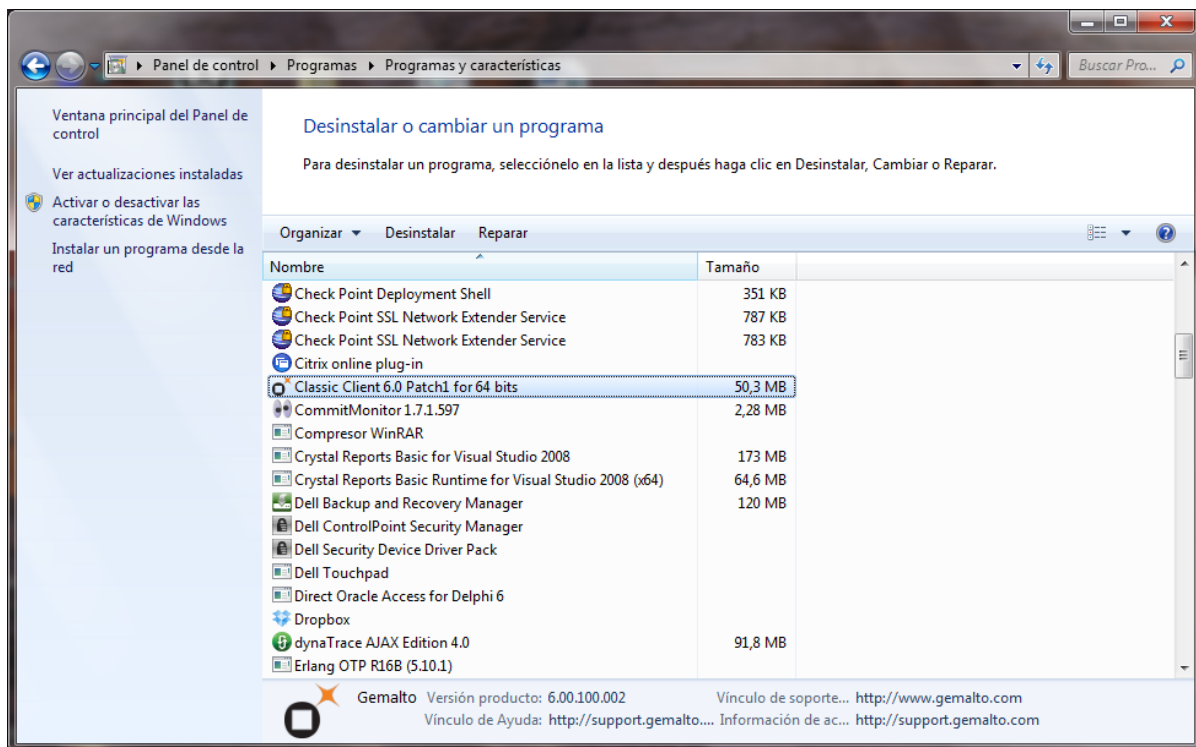 Panel de control ▸ Programas ▸ Programas y características
Buscar Pro...
Ventana principal del Panel de
control
Ver actualizaciones instaladas
Activar o desactivar las
características de Windows
Instalar un programa desde la
red
Desinstalar o cambiar un programa
Para desinstalar un programa, selecciónelo en la lista y después haga clic en Desinstalar, Cambiar o Reparar.
Organizar Desinstalar Reparar
Nombre Tamaño
Check Point Deployment Shell 351 KB
Check Point SSL Network Extender Service 787 KB
Check Point SSL Network Extender Service 783 KB
Citrix online plug-in
Classic Client 6.0 Patch1 for 64 bits 50,3 MB
CommitMonitor 1.7.1.597 2,28 MB
Compresor WinRAR
Crystal Reports Basic for Visual Studio 2008 173 MB
Crystal Reports Basic Runtime for Visual Studio 2008 (x64) 64,6 MB
Dell Backup and Recovery Manager 120 MB
Dell ControlPoint Security Manager
Dell Security Device Driver Pack
Dell Touchpad
Direct Oracle Access for Delphi 6
Dropbox
dynaTrace AJAX Edition 4.0 91,8 MB
Erlang OTP R16B (5.10.1)
Gemalto Versión producto: 6.00.100.002 Vínculo de soporte... http://www.gemalto.com
Vínculo de Ayuda: http://support.gemalto.... Información de ac... http://support.gemalto.com